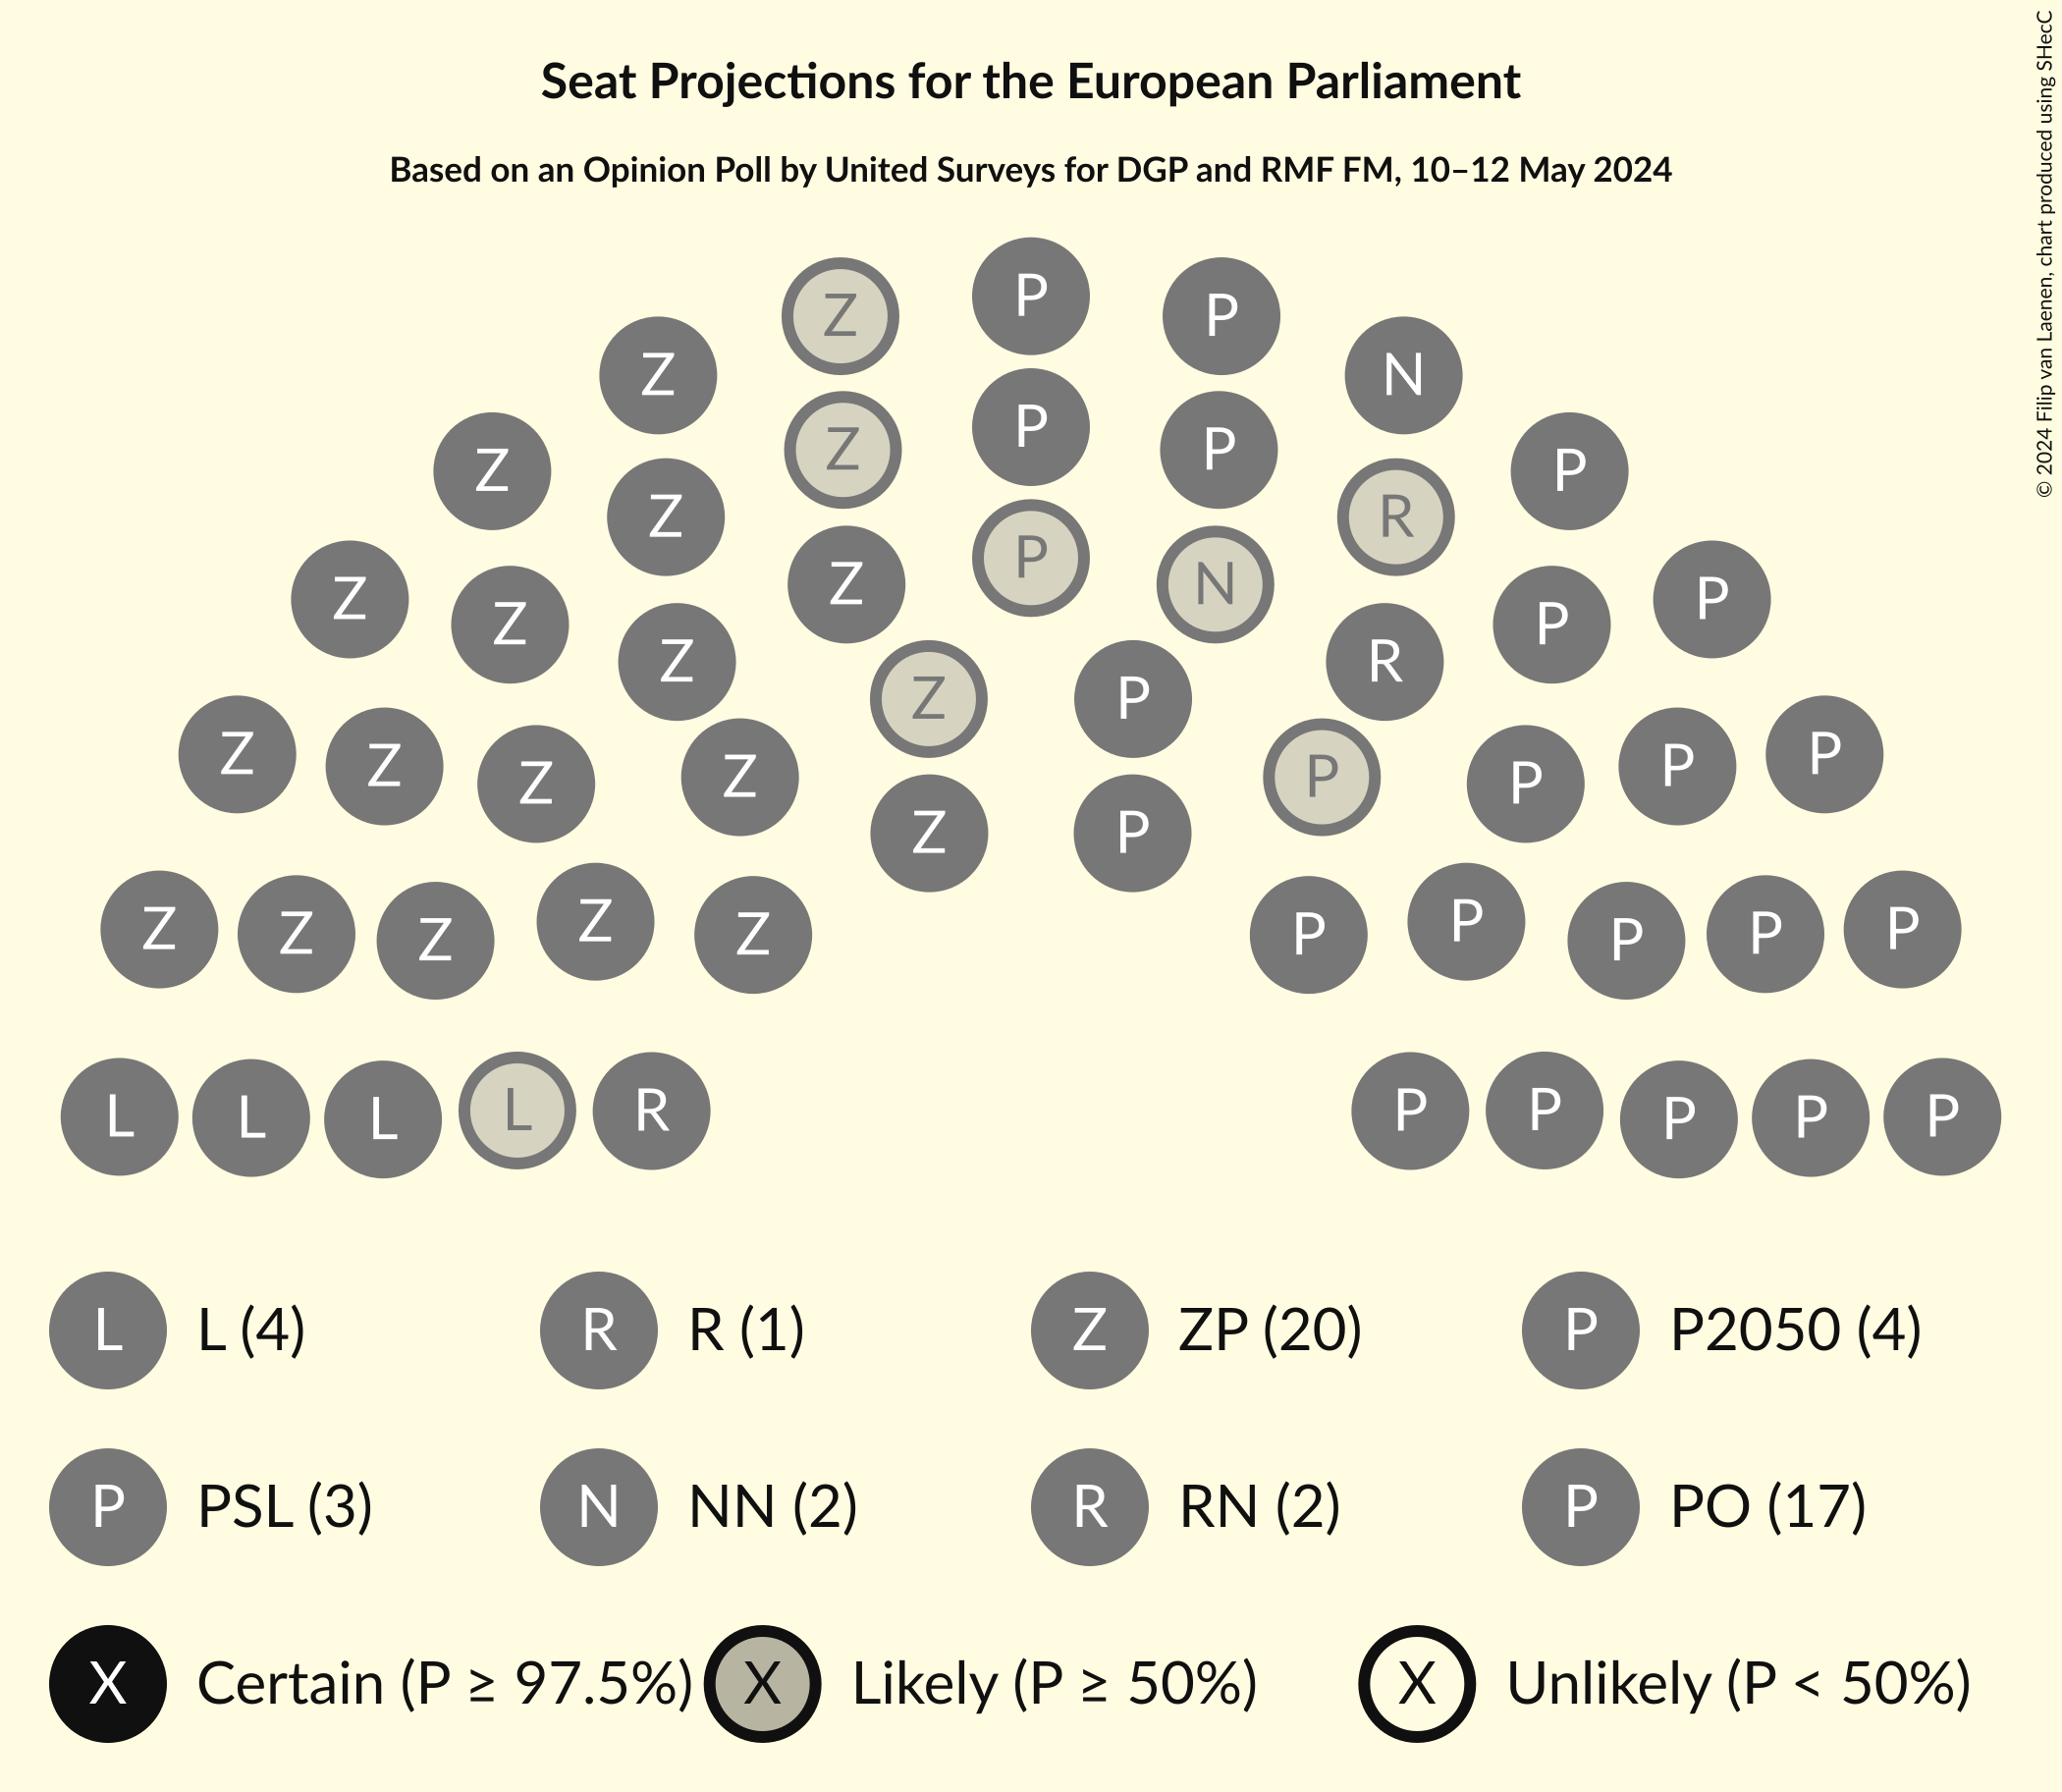 Seat Projections for the European Parliament
Based on an Opinion Poll by United Surveys for DGP and RMF FM, 10–12 May 2024
© 2024 Filip van Laenen, chart produced using SHecC
Z P P
Z N
Z P P
Z P
Z P N R
Z Z P
Z Z R P P
Z P
Z Z Z Z P P P P
Z P
Z Z Z Z Z P P P P P
L L L L R P P P P P
L L (4) R R (1) Z ZP (20) P P2050 (4)
P PSL (3) N NN (2) R RN (2) P PO (17)
X Certain (P ≥ 97.5%) X Likely (P ≥ 50%) X Unlikely (P < 50%)